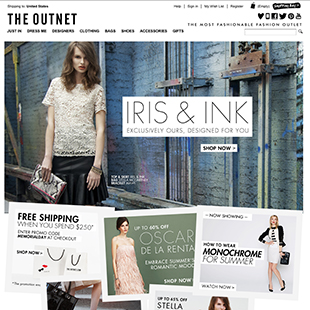 Shipping to: United States
Help
Sign in
My Wish List
Register
(Empty)
THE OUTNET
THE MOST FASHIONABLE FASHION OUTLET
JUST IN
DRESS ME
DESIGNERS
CLOTHING
BAGS
SHOES
ACCESSORIES
GIFTS
IRIS & INK
EXCLUSIVELY OURS, DESIGNED FOR YOU
SHOP NOW >
FREE SHIPPING
WHEN YOU SPEND $250*
ENTER PROMO CODE
MEMORIALDAY AT CHECKOUT
SHOP NOW >
UP TO 60% OFF
OSCAR
DE LA RENTA
EMBRACE SUMMER'S
ROMANTIC MOOD
SHOP NOW >
NOW SHOWING
HOW TO WEAR
MONOCHROME
FOR SUMMER
WATCH NOW >
UP TO 65% OFF
STELLA